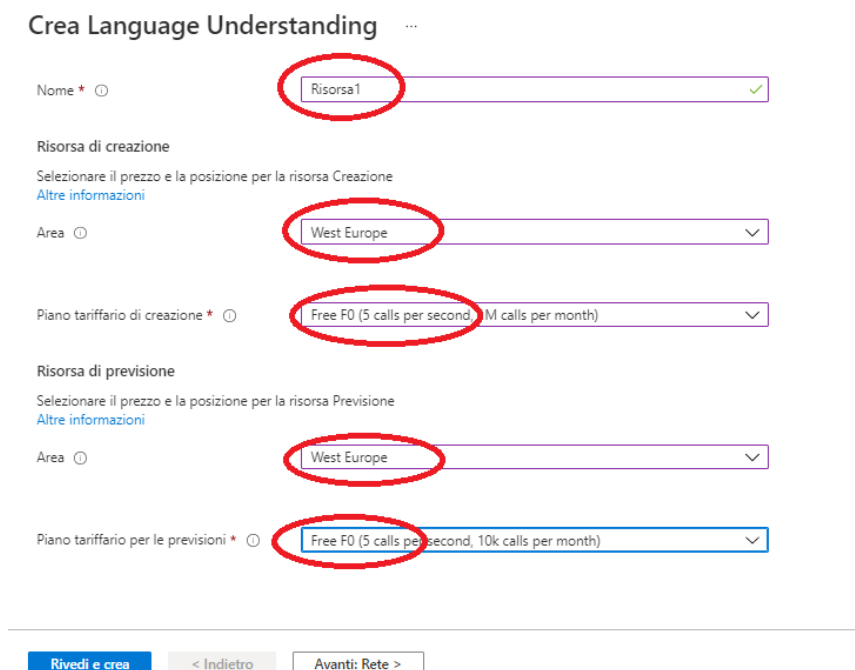 Crea Language Understanding ...
Nome *
Risorsa1
Risorsa di creazione
Selezionare il prezzo e la posizione per la risorsa Creazione
Altre informazioni
Area
West Europe
Piano tariffario di creazione *
Free F0 (5 calls per second, M calls per month)
Risorsa di previsione
Selezionare il prezzo e la posizione per la risorsa Previsione
Altre informazioni
Area
West Europe
Piano tariffario per le previsioni *
Free F0 (5 calls per second, 10k calls per month)
Rivedi e crea
< Indietro
Avanti: Rete >